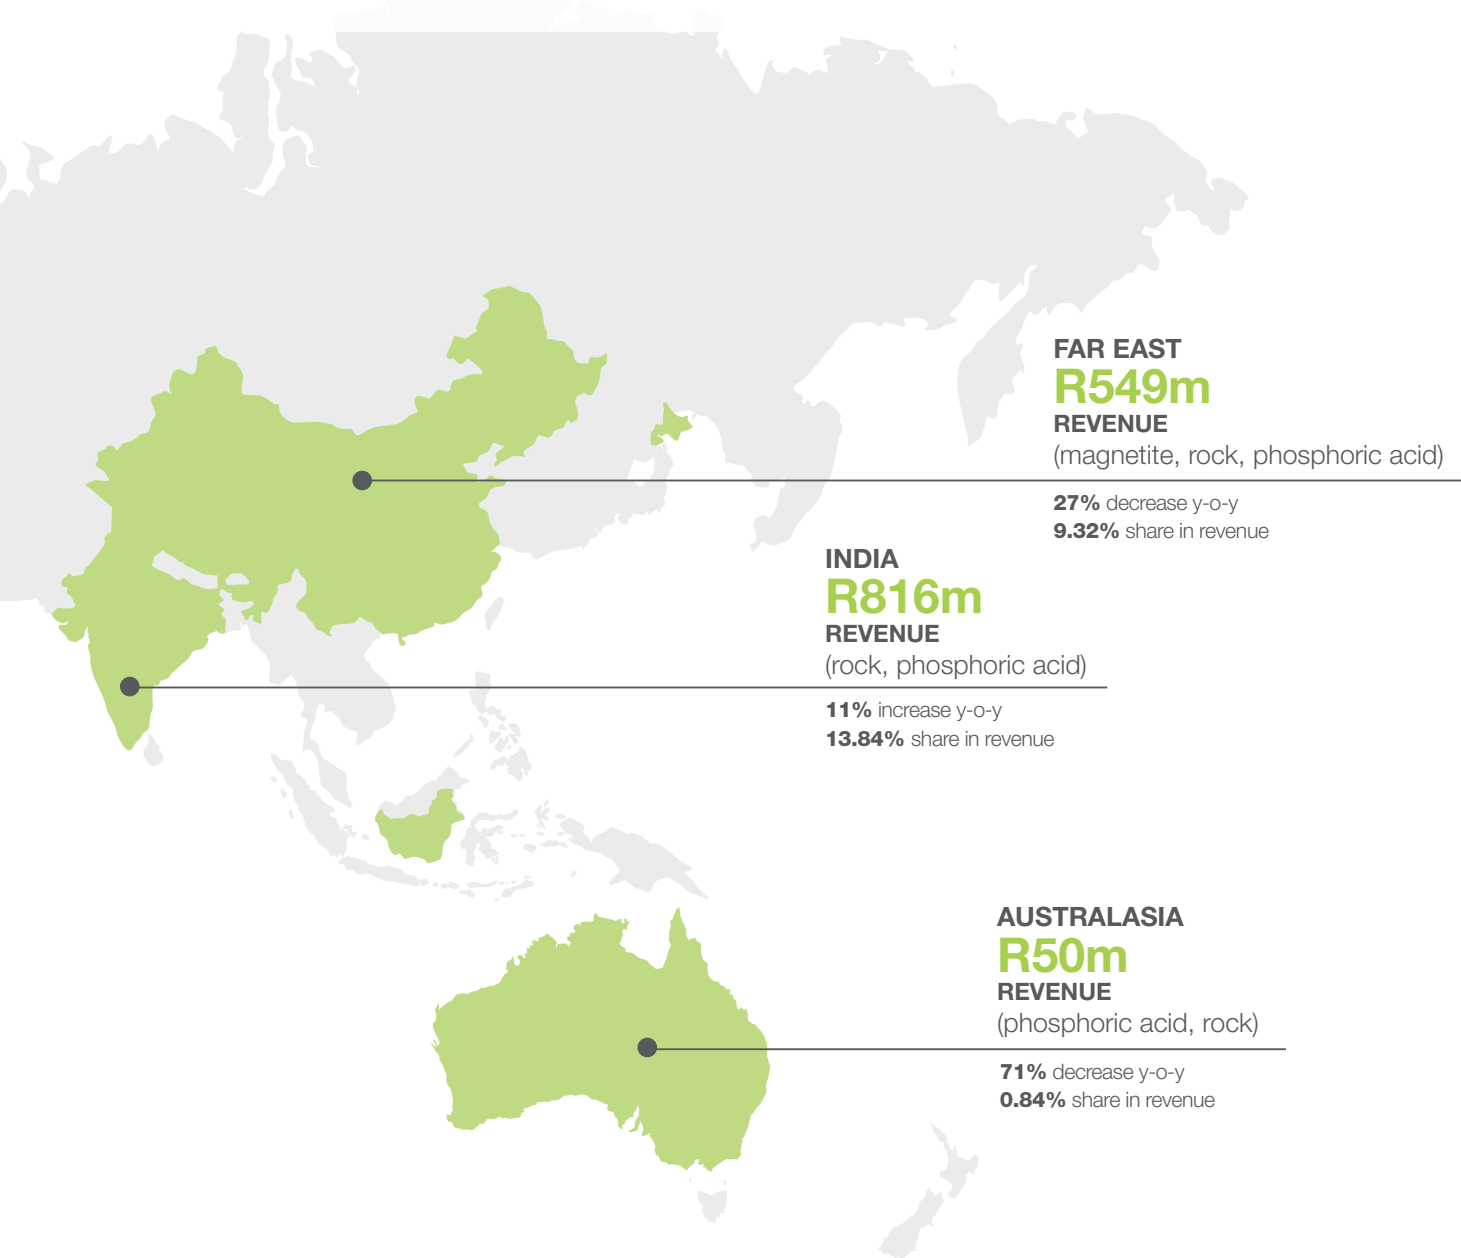 FAR EAST
R549m
REVENUE
(magnetite, rock, phosphoric acid)
27% decrease y-o-y
9.32% share in revenue
INDIA
R816m
REVENUE
(rock, phosphoric acid)
11% increase y-o-y
13.84% share in revenue
AUSTRALASIA
R50m
REVENUE
(phosphoric acid, rock)
71% decrease y-o-y
0.84% share in revenue